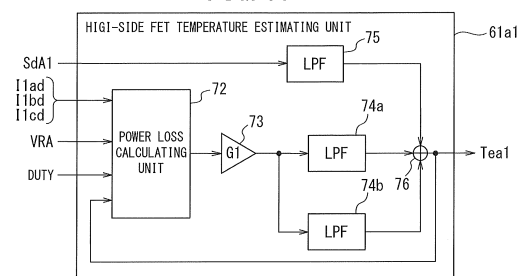 HIGI-SIDE FET TEMPERATURE ESTIMATING UNIT
61a1
75
SdA1
LPF
I1ad
I1bd
I1cd
72
73
74a
VRA
POWER LOSS
CALCULATING
UNIT
G1
LPF
Tea1
76
DUTY
74b
LPF